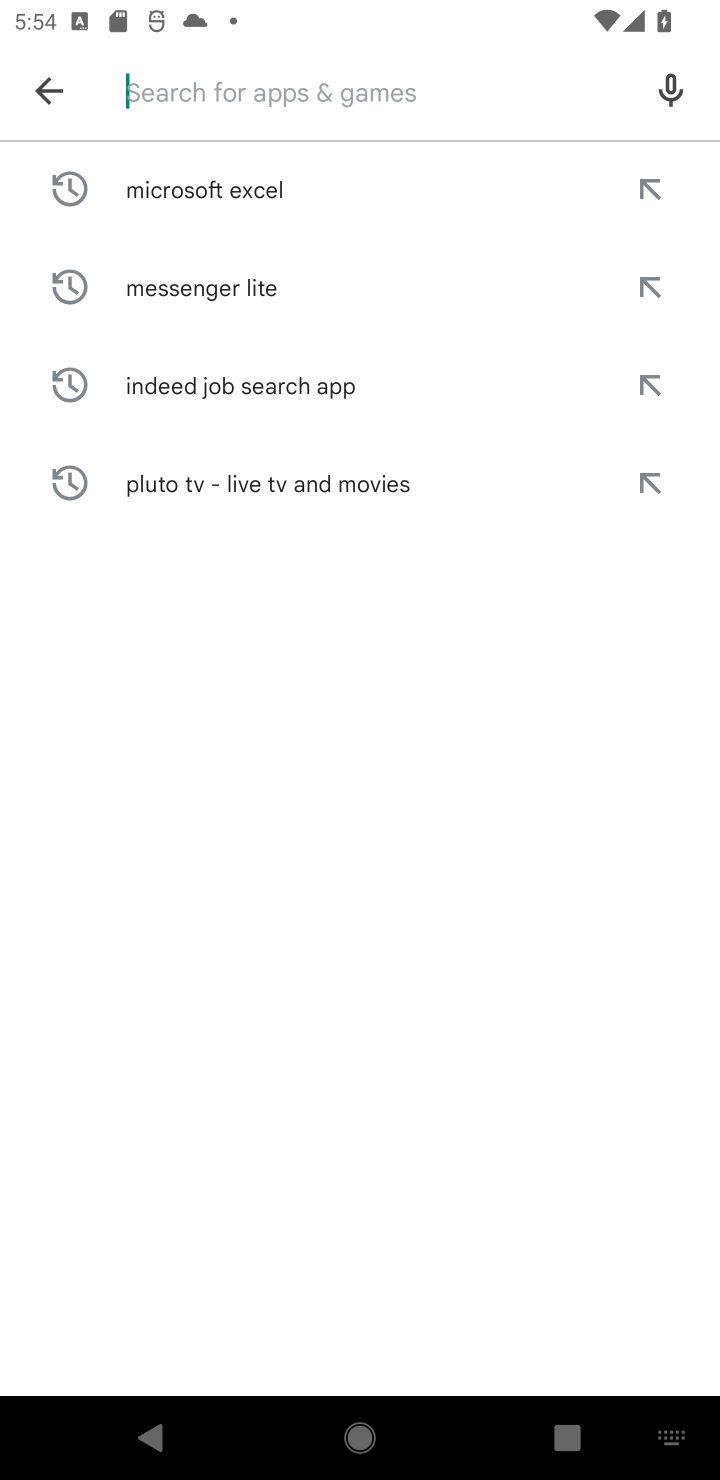 5:54
Search for apps & games
microsoft excel
messenger lite
indeed job search app
pluto tv - live tv and movies